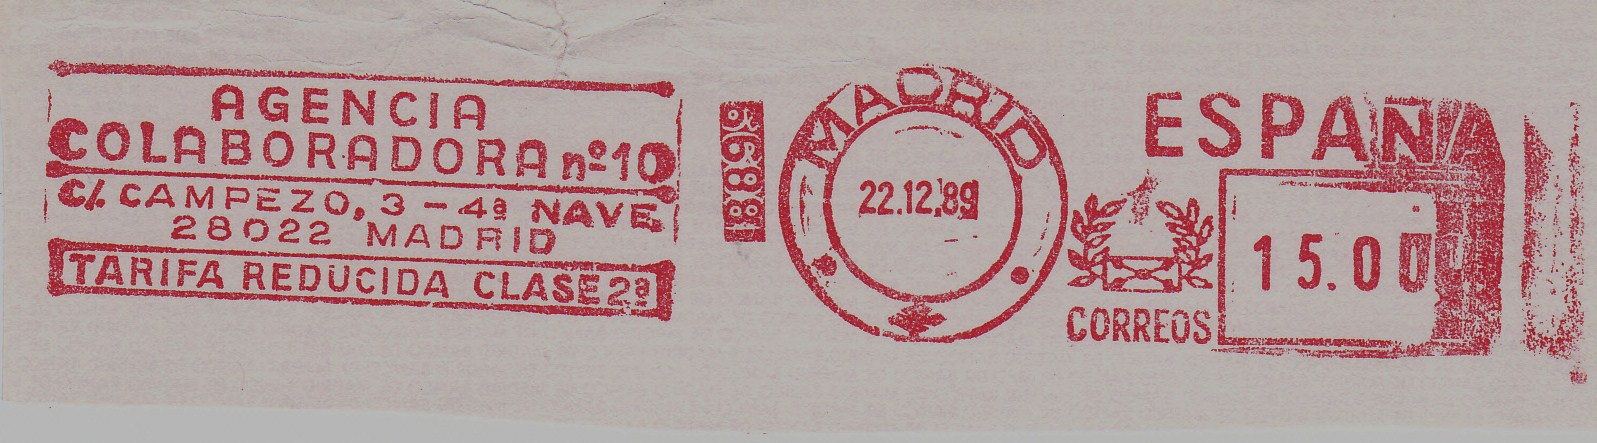 AGENCIA
COLABORADORA nº10
C/. CAMPEZO, 3 - 4ª NAVE
28022 MADRID
TARIFA REDUCIDA CLASE 2ª
MADRID
22.12.89
ESPAÑA
15.00
CORREOS